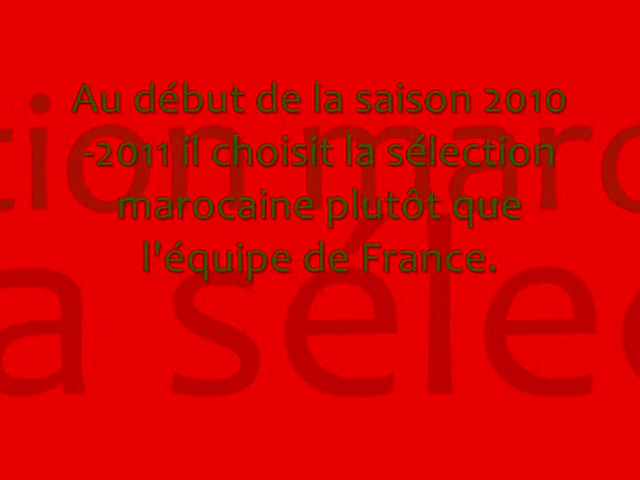 Au début de la saison 2010
-2011 il choisit la sélection
marocaine plutôt que
l'équipe de France.